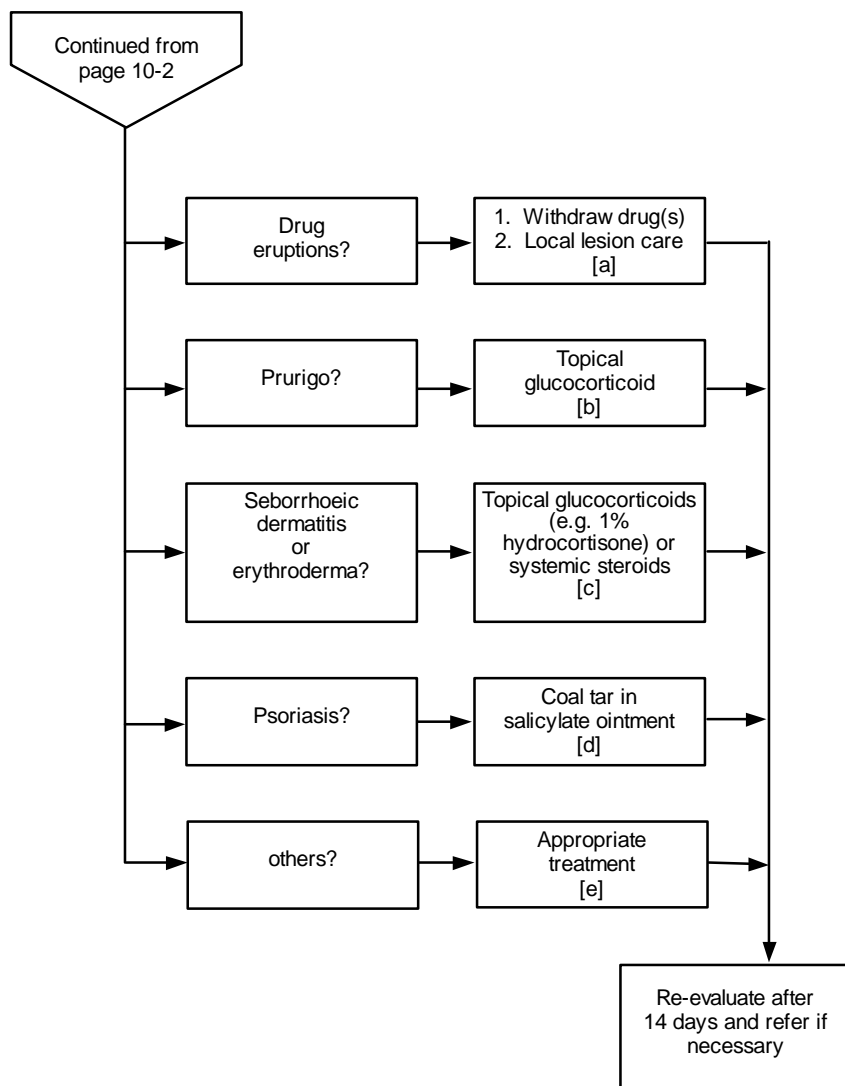 Continued from
page 10-2
Drug
eruptions?
1. Withdraw drug(s)
2. Local lesion care
[a]
Prurigo?
Topical
glucocorticoid
[b]
Seborrhoeic
dermatitis
or
erythroderma?
Topical glucocorticoids
(e.g. 1%
hydrocortisone) or
systemic steroids
[c]
Psoriasis?
Coal tar in
salicylate ointment
[d]
others?
Appropriate
treatment
[e]
Re-evaluate after
14 days and refer if
necessary